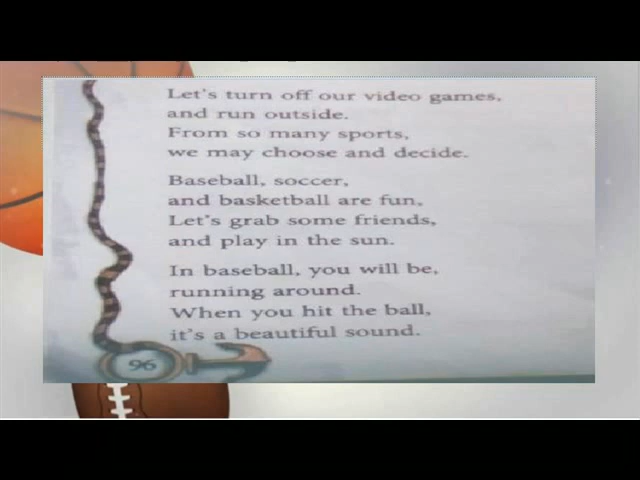 Let's turn off our video games,
and run outside.
From so many sports,
we may choose and decide.
Baseball, soccer,
and basketball are fun,
Let's grab some friends,
and play in the sun.
In baseball, you will be,
running around.
When you hit the ball,
it's a beautiful sound.
96